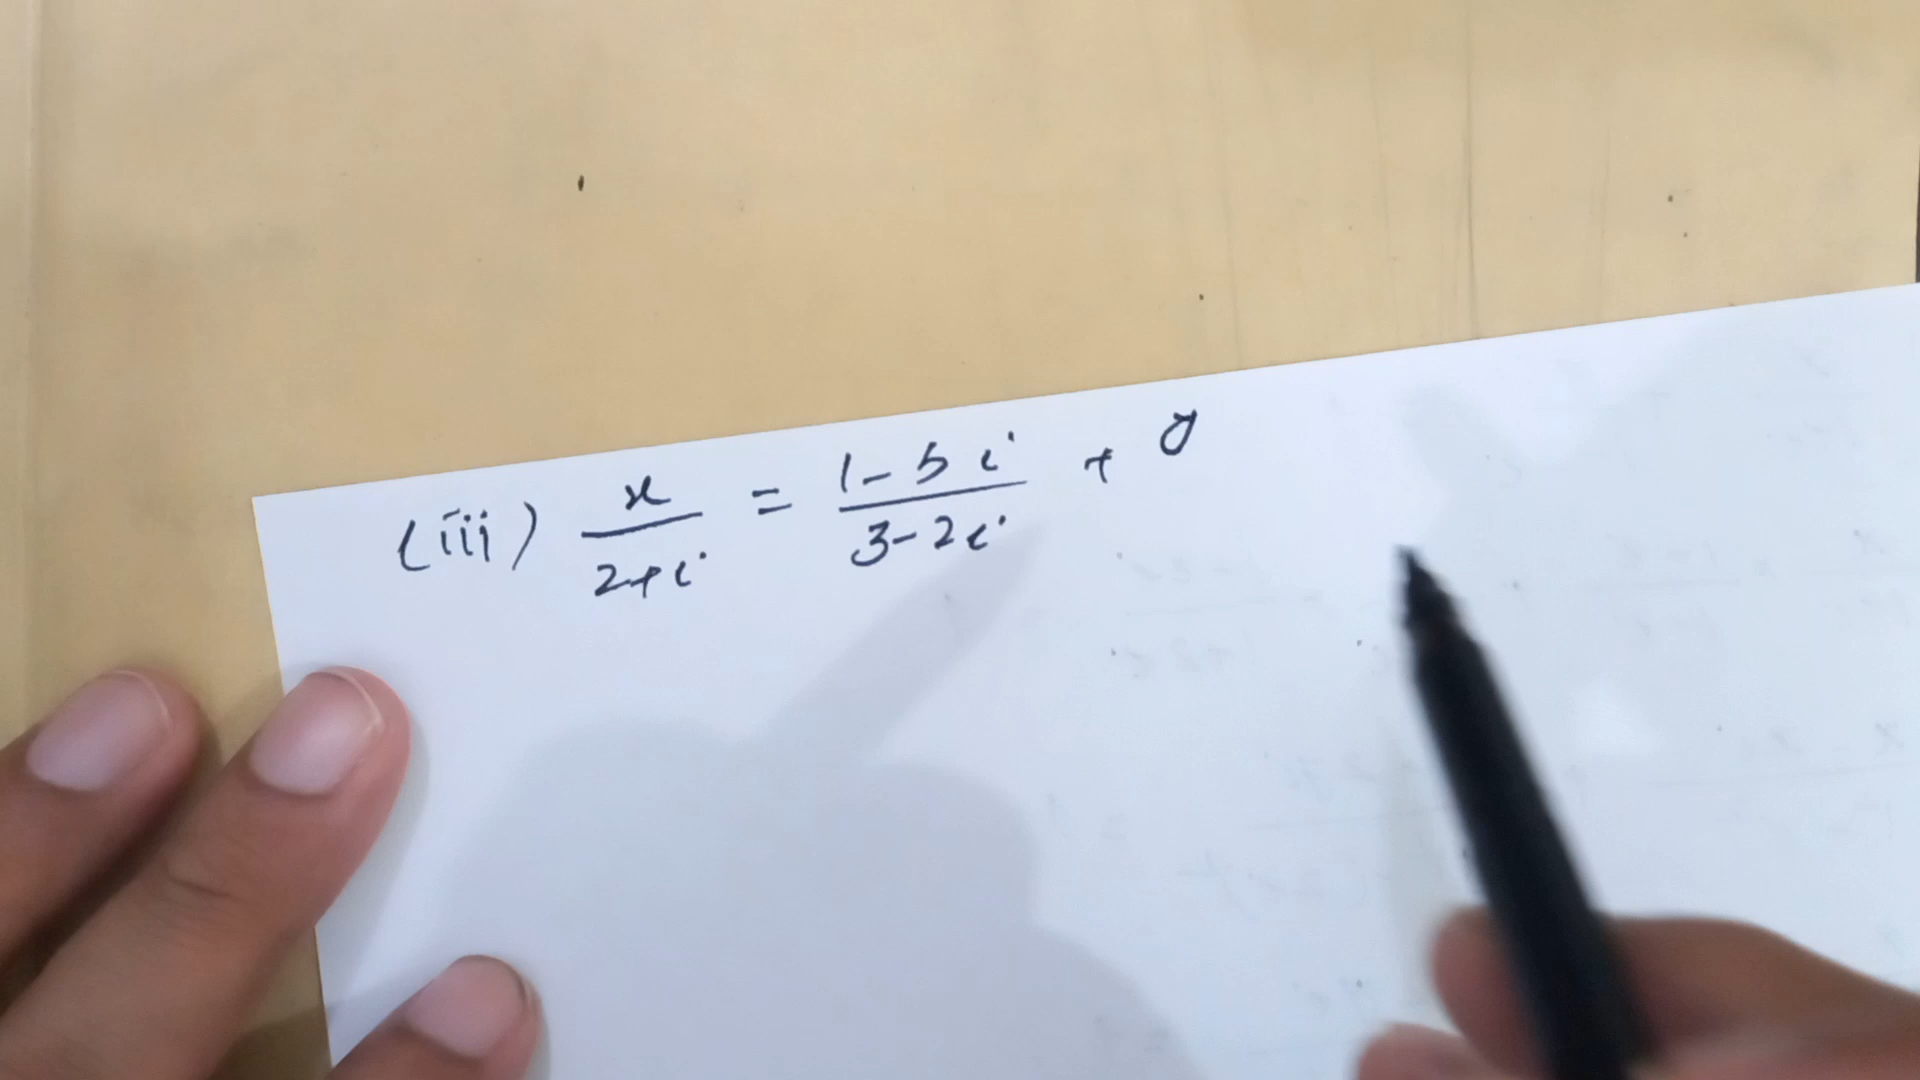 (iii) x/(2+i) = (1-5i)/(3-2i) + y